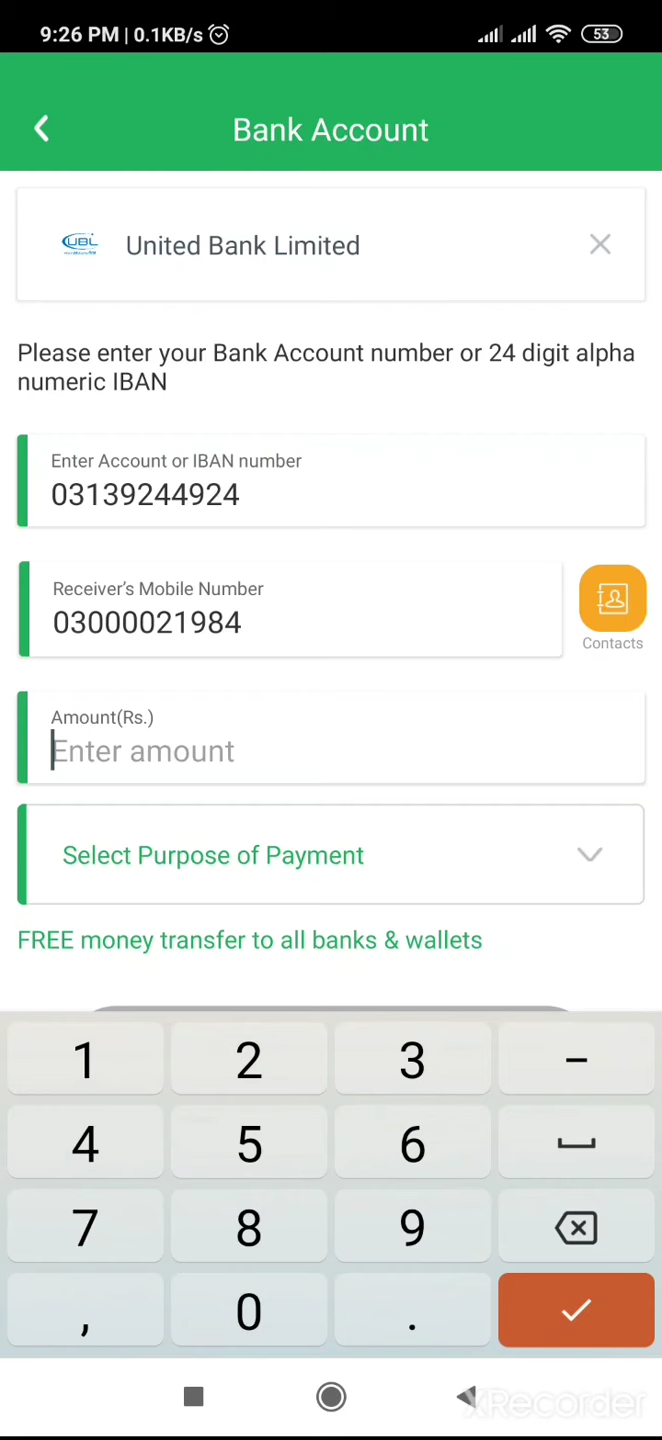 9:26 PM | 0.1KB/s
53
Bank Account
UBL
United Bank Limited
Please enter your Bank Account number or 24 digit alpha
numeric IBAN
Enter Account or IBAN number
03139244924
Receiver's Mobile Number
03000021984
Contacts
Amount(Rs.)
Enter amount
Select Purpose of Payment
FREE money transfer to all banks & wallets
1 2 3 -
4 5 6
7 8 9
, 0 .
XRecorder